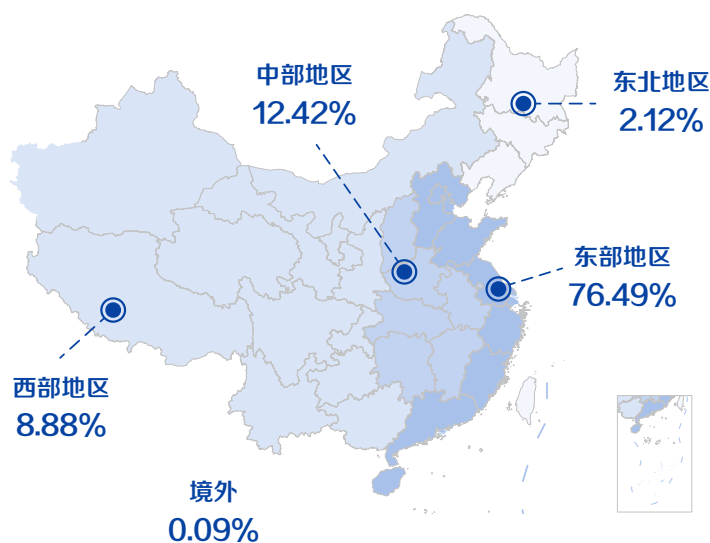 中部地区
12.42%
东北地区
2.12%
东部地区
76.49%
西部地区
8.88%
境外
0.09%